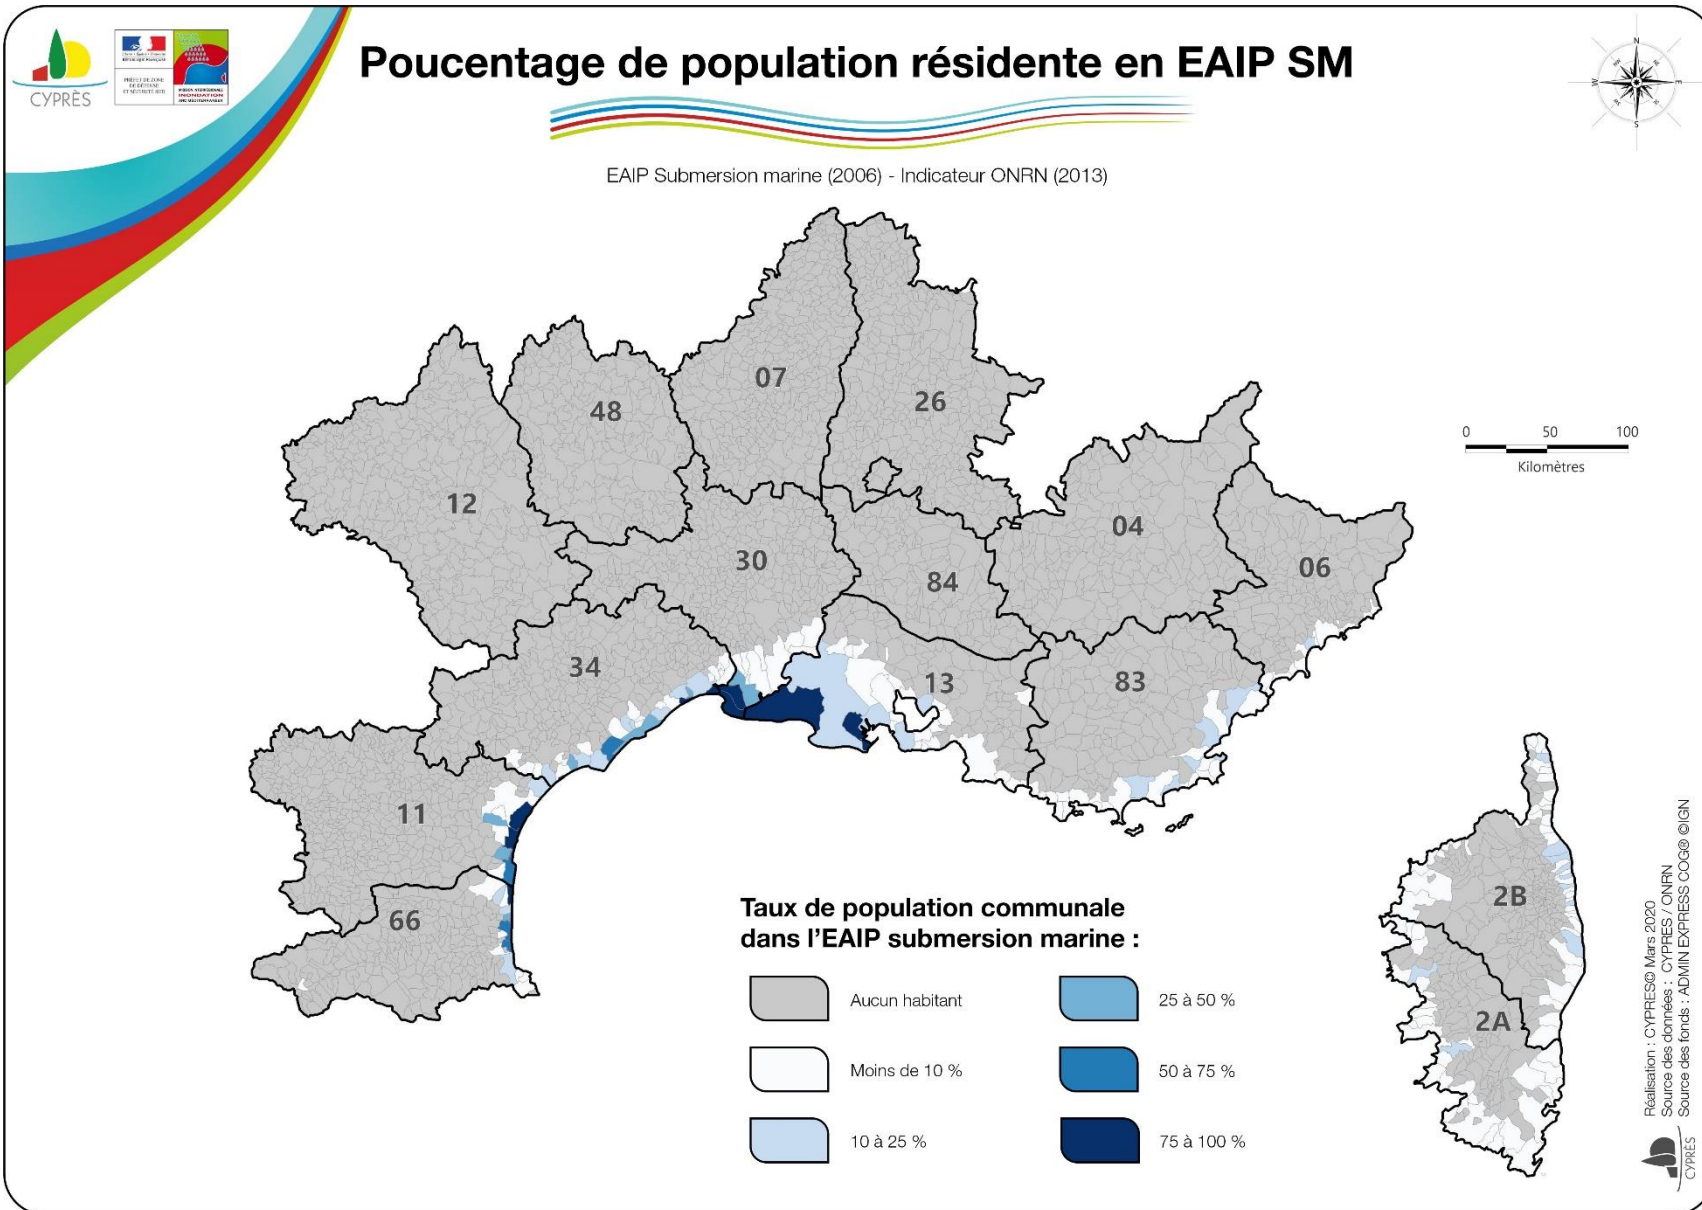 CYPRÈS
Poucentage de population résidente en EAIP SM
EAIP Submersion marine (2006) - Indicateur ONRN (2013)
N
E
S
W
0 50 100
Kilomètres
07
26
48
12
04
30
06
84
34
13
83
11
66
2B
2A
Taux de population communale
dans l'EAIP submersion marine :
Aucun habitant
Moins de 10 %
10 à 25 %
25 à 50 %
50 à 75 %
75 à 100 %
Réalisation : CYPRES© Mars 2020
Source des données : CYPRES / ONRN
Source des fonds : ADMIN EXPRESS COG® ©IGN
CYPRÈS